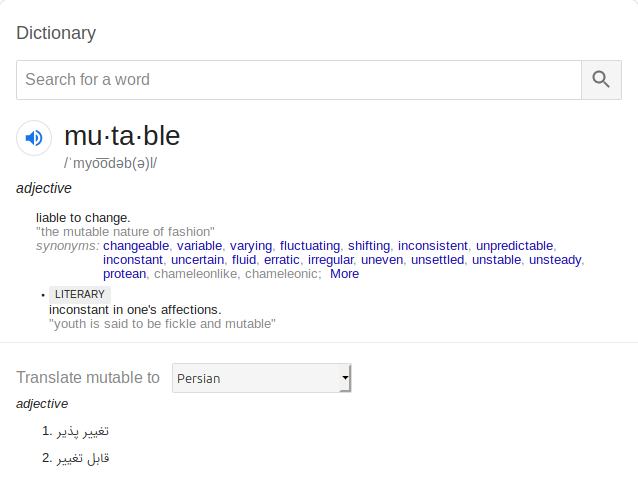 Dictionary
Search for a word
mu·ta·ble
/ˈmyo͞odəb(ə)l/
adjective
liable to change.
"the mutable nature of fashion"
synonyms: changeable, variable, varying, fluctuating, shifting, inconsistent, unpredictable,
inconstant, uncertain, fluid, erratic, irregular, uneven, unsettled, unstable, unsteady,
protean, chameleonlike, chameleonic; More
• LITERARY
inconstant in one's affections.
"youth is said to be fickle and mutable"
Translate mutable to Persian
adjective
1. تغییر پذیر
2. قابل تغییر